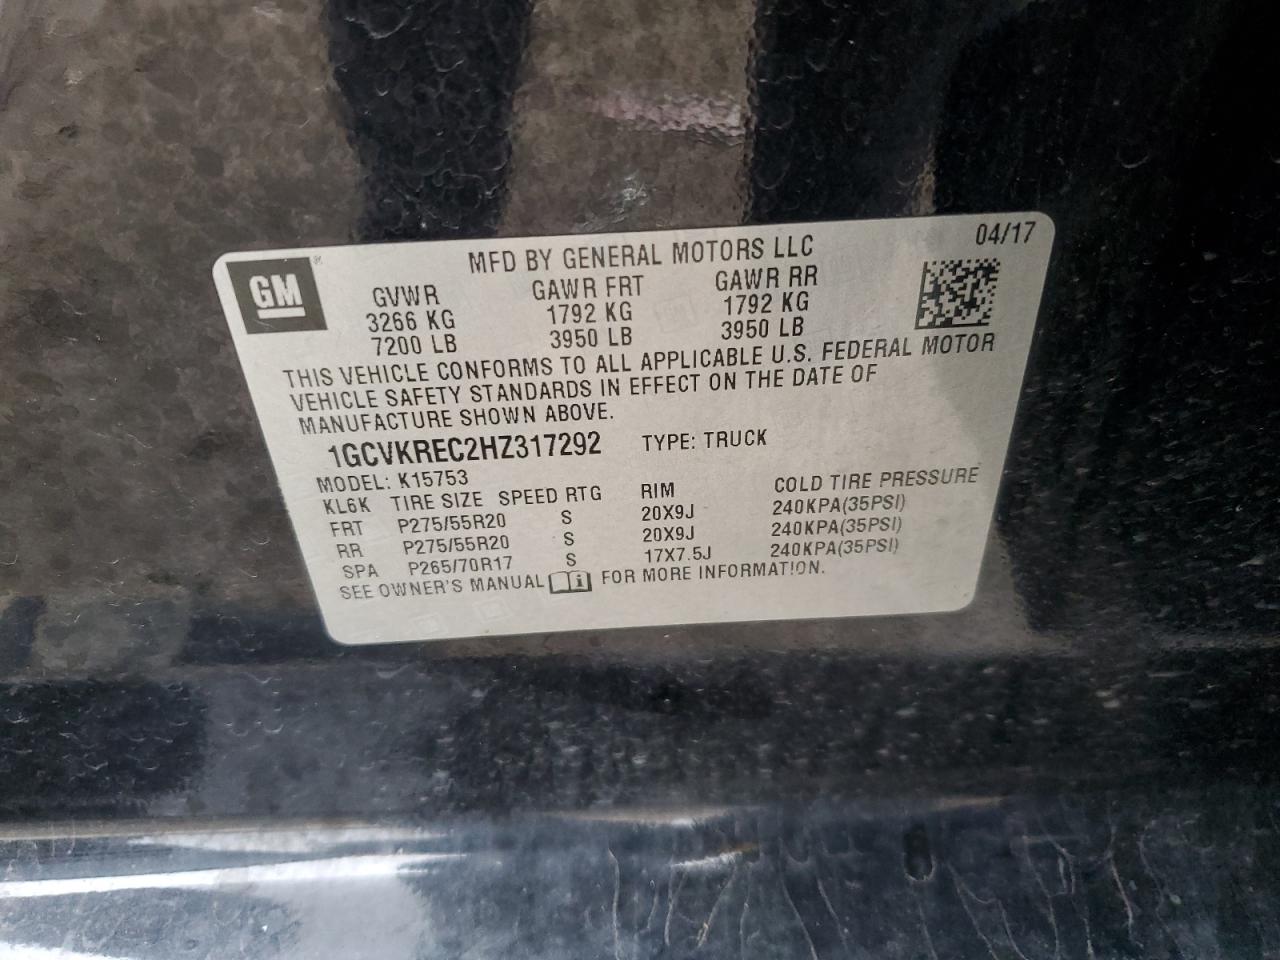 MFD BY GENERAL MOTORS LLC 04/17
GM
GVWR GAWR FRT GAWR RR
3266 KG 1792 KG 1792 KG
7200 LB 3950 LB 3950 LB
THIS VEHICLE CONFORMS TO ALL APPLICABLE U.S. FEDERAL MOTOR
VEHICLE SAFETY STANDARDS IN EFFECT ON THE DATE OF
MANUFACTURE SHOWN ABOVE.
1GCVKREC2HZ317292 TYPE: TRUCK
MODEL: K15753
KL6K TIRE SIZE SPEED RTG RIM COLD TIRE PRESSURE
FRT P275/55R20 S 20X9J 240KPA(35PSI)
RR P275/55R20 S 20X9J 240KPA(35PSI)
SPA P265/70R17 S 17X7.5J 240KPA(35PSI)
SEE OWNER'S MANUAL FOR MORE INFORMATION.